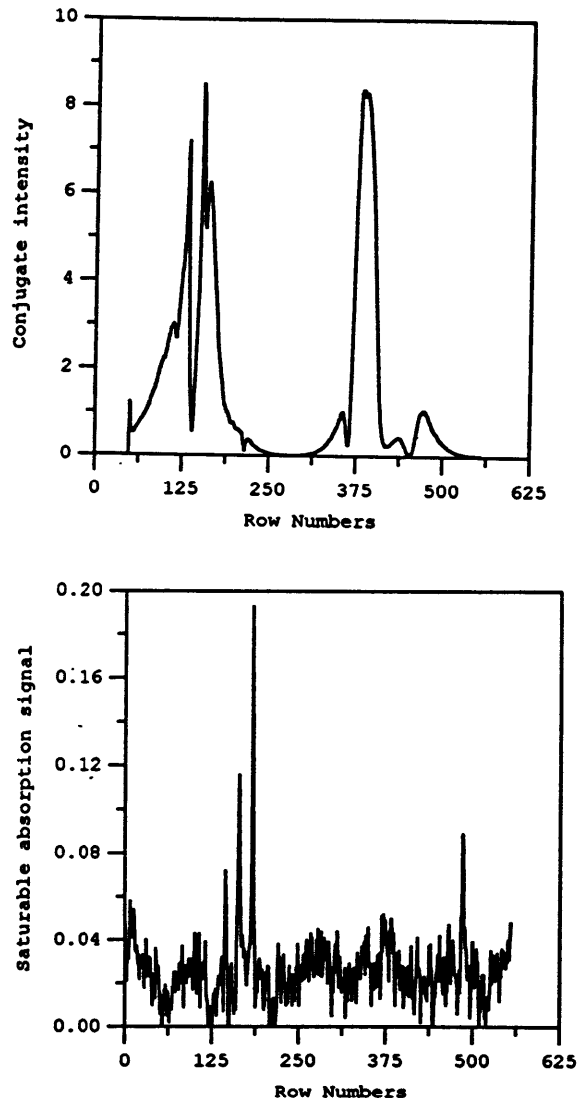 10
8
6
4
2
0
Conjugate intensity
0 125 250 375 500 625
Row Numbers
0.20
0.16
0.12
0.08
0.04
0.00
Saturable absorption signal
0 125 250 375 500 625
Row Numbers